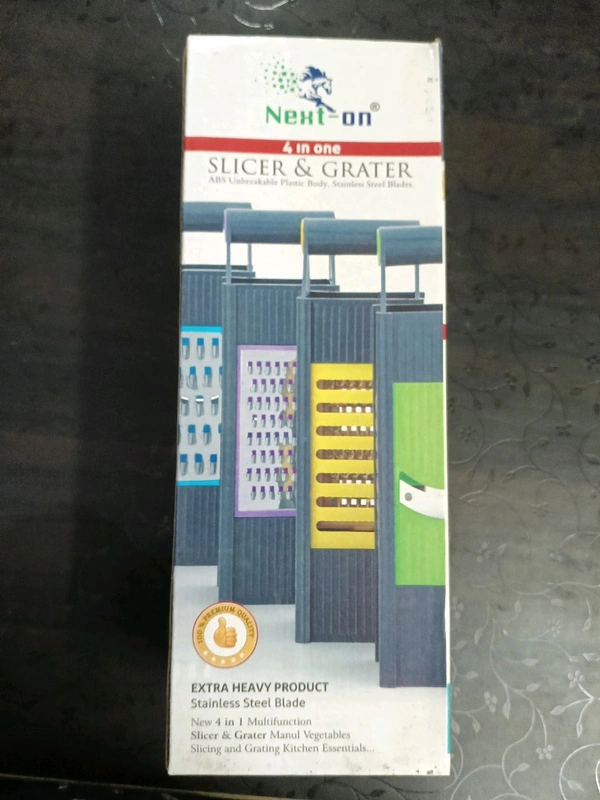 Next-on®
4 in one
SLICER & GRATER
ABS Unbreakable Plastic Body, Stainless Steel Blades.
100 % PREMIUM QUALITY
EXTRA HEAVY PRODUCT
Stainless Steel Blade
New 4 in 1 Multifunction
Slicer & Grater Manul Vegetables
Slicing and Grating Kitchen Essentials...